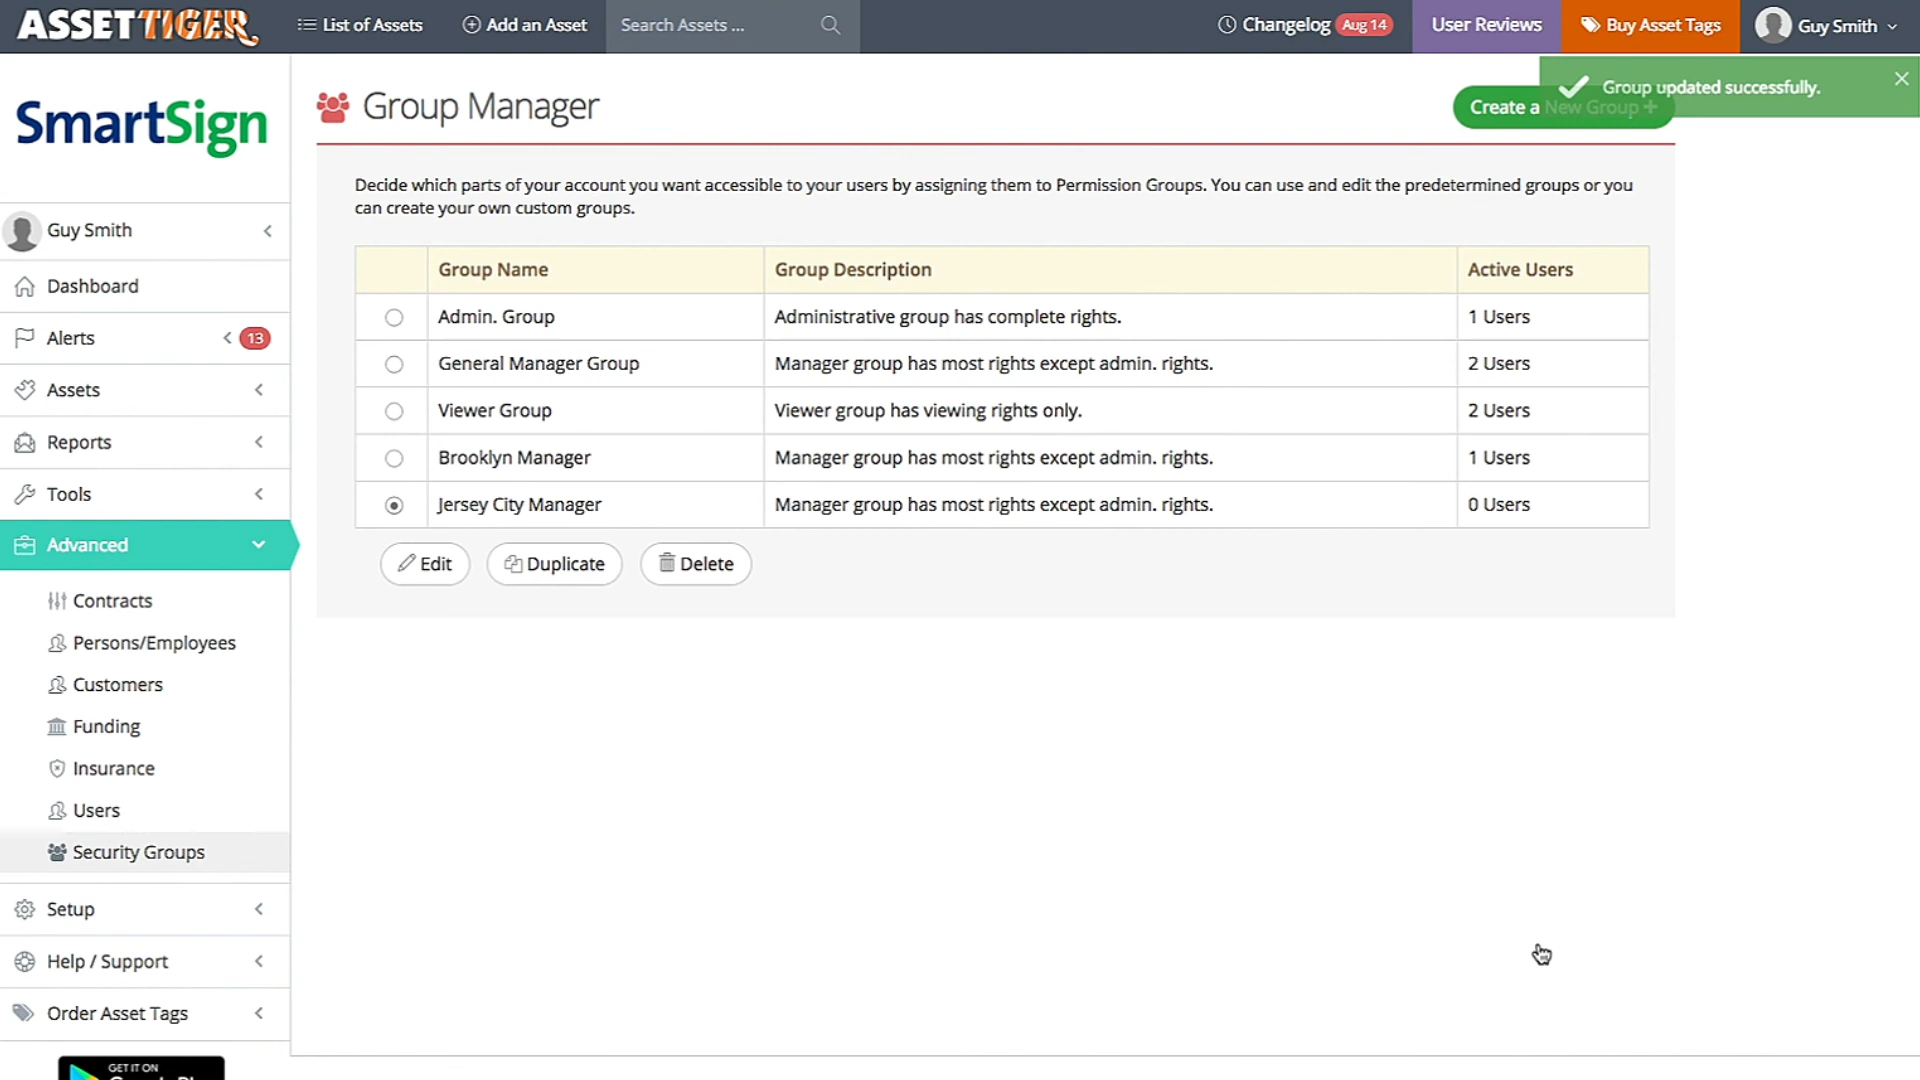 ASSETTIGER
List of Assets
Add an Asset
Search Assets ...
Changelog Aug 14
User Reviews
Buy Asset Tags
Guy Smith
SmartSign
Group Manager
Create a New Group +
Group updated successfully.
Decide which parts of your account you want accessible to your users by assigning them to Permission Groups. You can use and edit the predetermined groups or you
can create your own custom groups.
Group Name Group Description Active Users
Admin. Group Administrative group has complete rights. 1 Users
General Manager Group Manager group has most rights except admin. rights. 2 Users
Viewer Group Viewer group has viewing rights only. 2 Users
Brooklyn Manager Manager group has most rights except admin. rights. 1 Users
Jersey City Manager Manager group has most rights except admin. rights. 0 Users
Edit Duplicate Delete
Guy Smith
Dashboard
Alerts 13
Assets
Reports
Tools
Advanced
Contracts
Persons/Employees
Customers
Funding
Insurance
Users
Security Groups
Setup
Help / Support
Order Asset Tags
GET IT ON